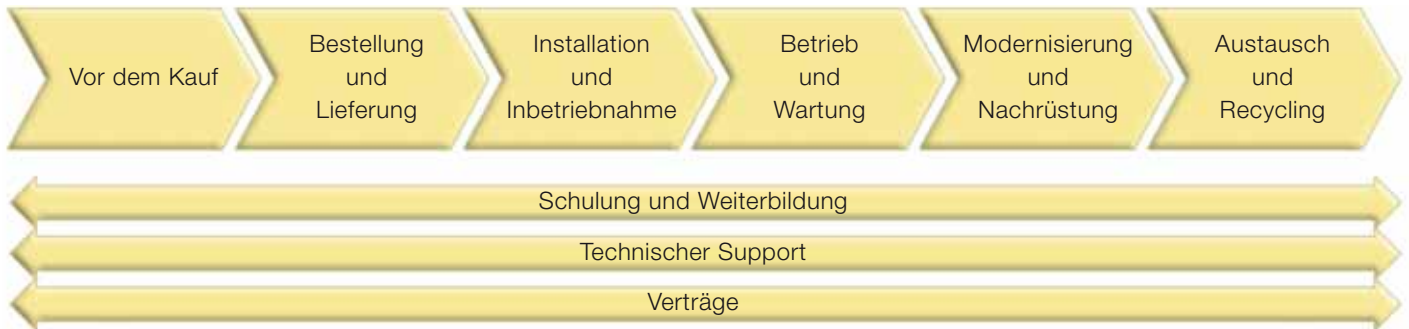 Vor dem Kauf
Bestellung
und
Lieferung
Installation
und
Inbetriebnahme
Betrieb
und
Wartung
Modernisierung
und
Nachrüstung
Austausch
und
Recycling
Schulung und Weiterbildung
Technischer Support
Verträge